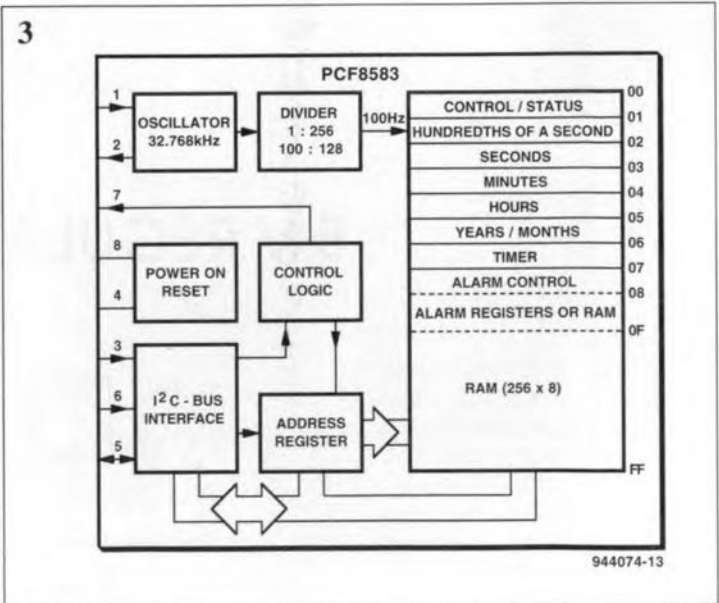 3
PCF8583
1
2
7
8
4
3
6
5
OSCILLATOR
32.768kHz
DIVIDER
1 : 256
100 : 128
100Hz
POWER ON
RESET
CONTROL
LOGIC
I²C - BUS
INTERFACE
ADDRESS
REGISTER
00
CONTROL / STATUS
01
HUNDREDTHS OF A SECOND
02
SECONDS
03
MINUTES
04
HOURS
05
YEARS / MONTHS
06
TIMER
07
ALARM CONTROL
08
ALARM REGISTERS OR RAM
0F
RAM (256 x 8)
FF
944074-13